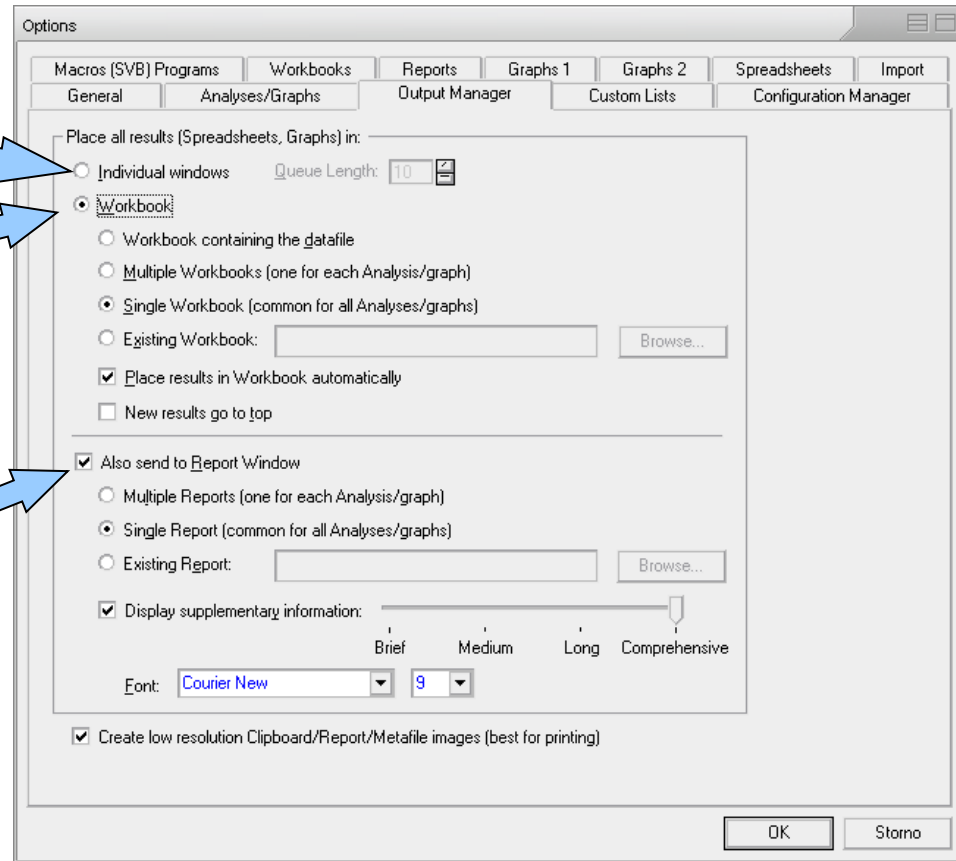 Options
Macros (SVB) Programs Workbooks Reports Graphs 1 Graphs 2 Spreadsheets Import
General Analyses/Graphs Output Manager Custom Lists Configuration Manager
Place all results (Spreadsheets, Graphs) in:
Individual windows Queue Length: 10
Workbook
Workbook containing the datafile
Multiple Workbooks (one for each Analysis/graph)
Single Workbook (common for all Analyses/graphs)
Existing Workbook: Browse...
Place results in Workbook automatically
New results go to top
Also send to Report Window
Multiple Reports (one for each Analysis/graph)
Single Report (common for all Analyses/graphs)
Existing Report: Browse...
Display supplementary information:
Brief Medium Long Comprehensive
Font: Courier New 9
Create low resolution Clipboard/Report/Metafile images (best for printing)
OK Storno